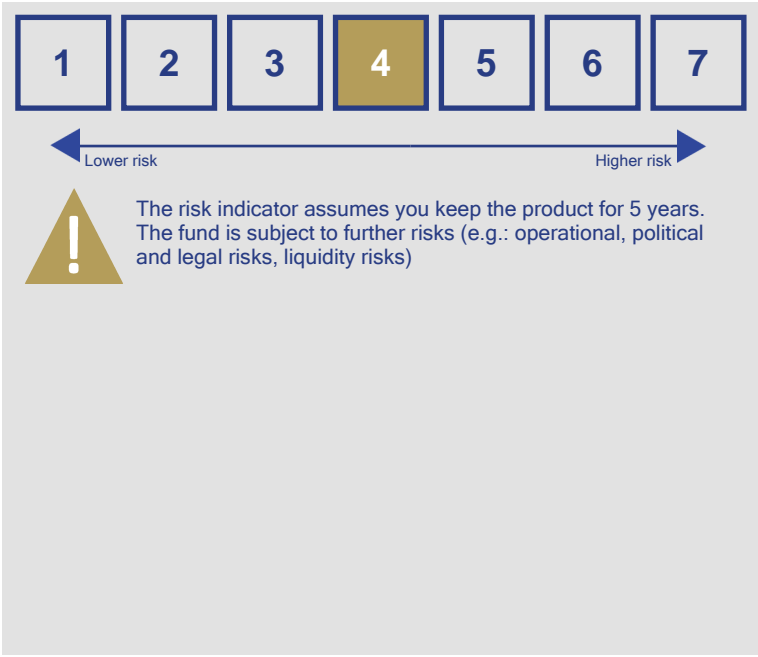 1 2 3 4 5 6 7
Lower risk Higher risk
!
The risk indicator assumes you keep the product for 5 years.
The fund is subject to further risks (e.g.: operational, political
and legal risks, liquidity risks)